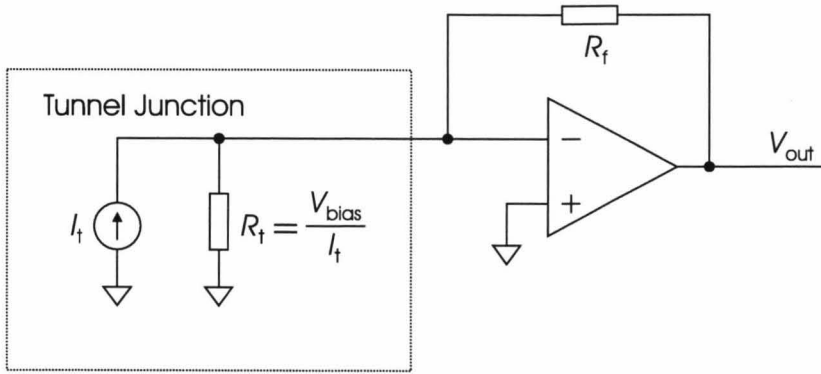 R_f
Tunnel Junction
−
V_out
I_t
R_t = V_bias / I_t
+